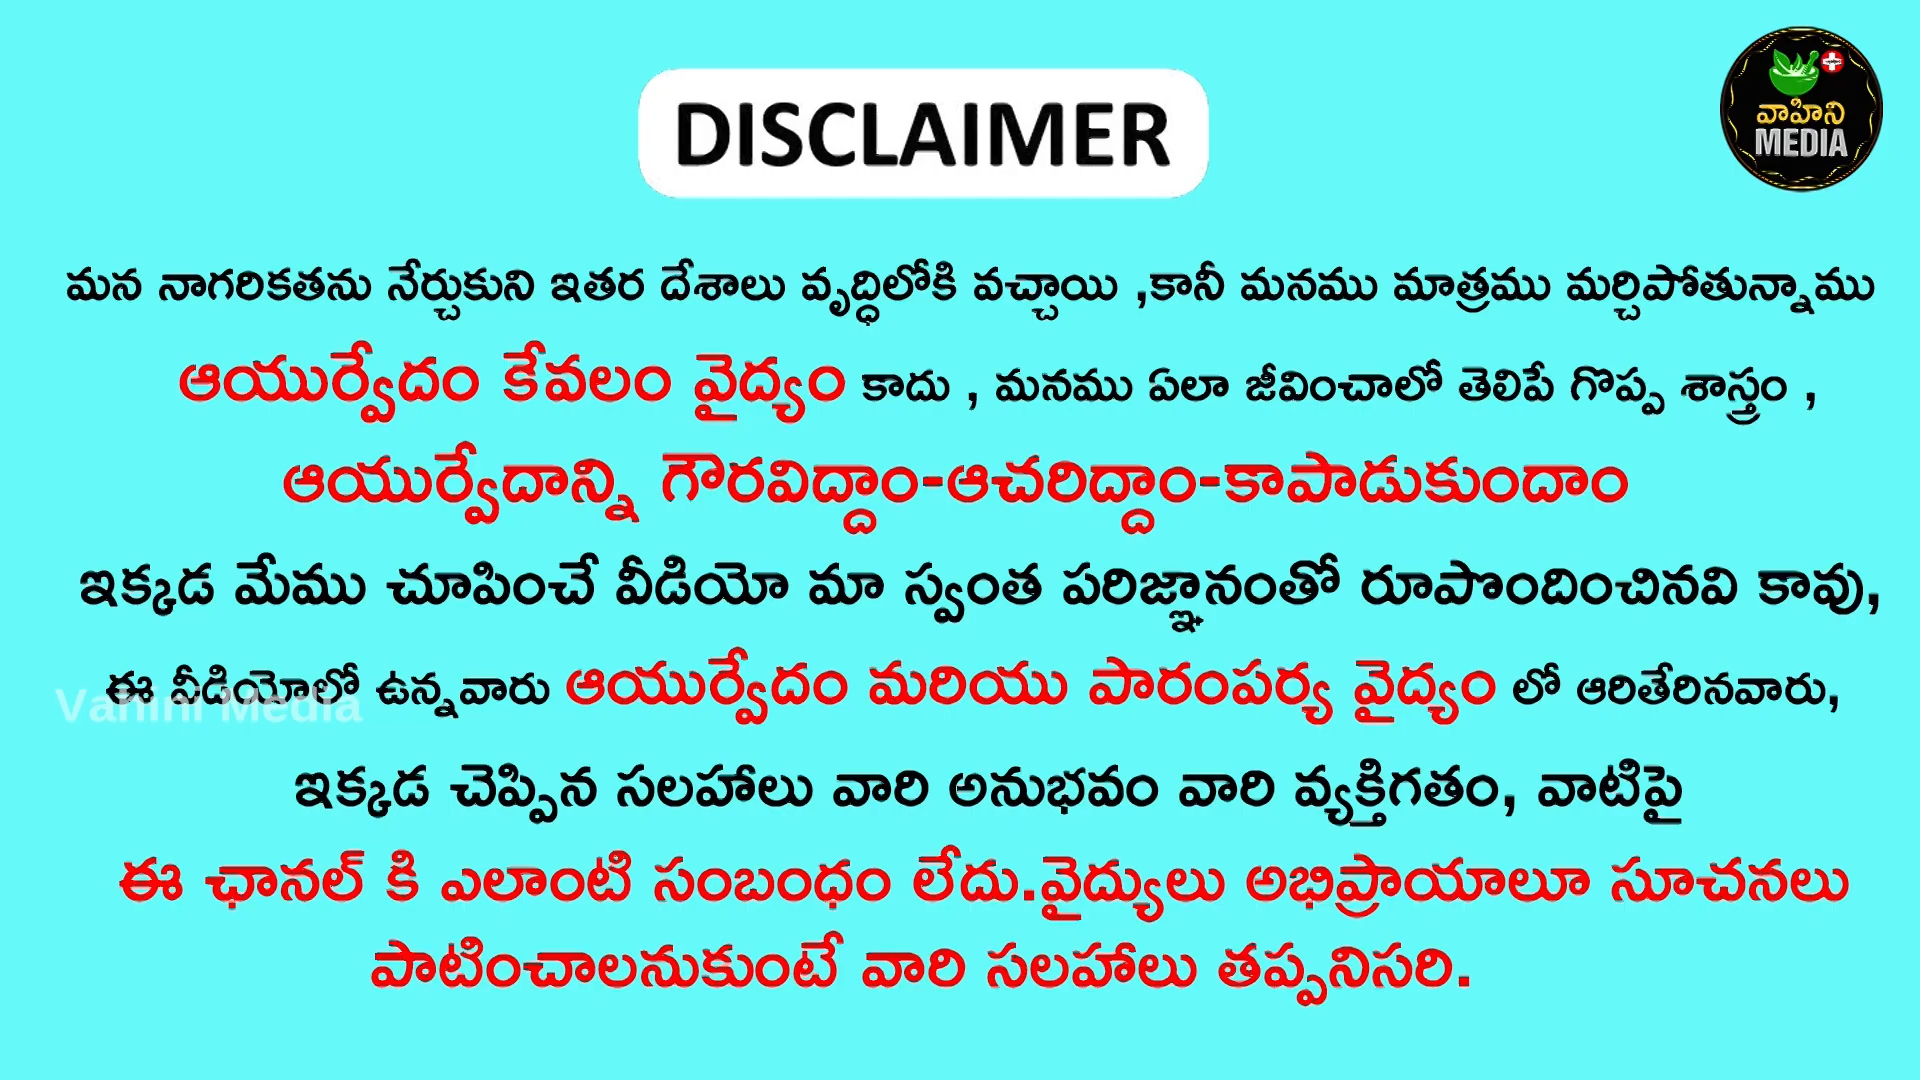 DISCLAIMER
వాహిని
MEDIA
మన నాగరికతను నేర్చుకుని ఇతర దేశాలు వృద్ధిలోకి వచ్చాయి ,కానీ మనము మాత్రము మర్చిపోతున్నాము
ఆయుర్వేదం కేవలం వైద్యం కాదు , మనము ఏలా జీవించాలో తెలిపే గొప్ప శాస్త్రం ,
ఆయుర్వేదాన్ని గౌరవిద్దాం-ఆచరిద్దాం-కాపాడుకుందాం
ఇక్కడ మేము చూపించే వీడియో మా స్వంత పరిజ్ఞానంతో రూపొందించినవి కావు,
ఈ వీడియోలో ఉన్నవారు ఆయుర్వేదం మరియు పారంపర్య వైద్యం లో ఆరితేరినవారు,
Vahini Media
ఇక్కడ చెప్పిన సలహాలు వారి అనుభవం వారి వ్యక్తిగతం, వాటిపై
ఈ ఛానల్ కి ఎలాంటి సంబంధం లేదు.వైద్యులు అభిప్రాయాలూ సూచనలు
పాటించాలనుకుంటే వారి సలహాలు తప్పనిసరి.